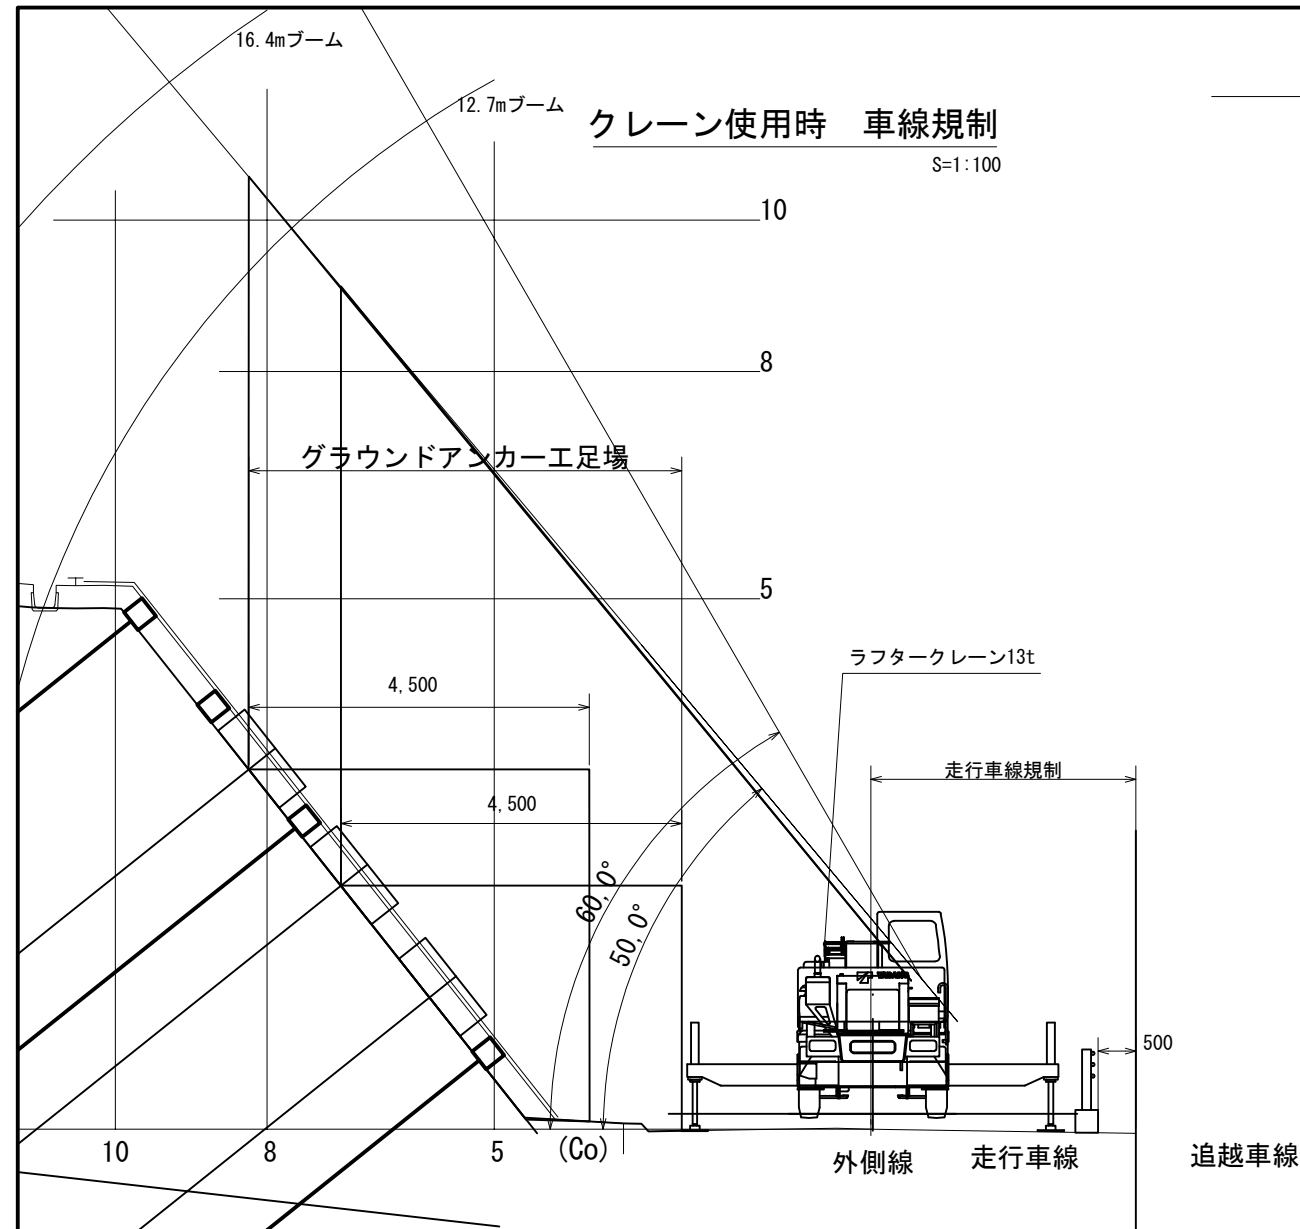 16.4mブーム
12.7mブーム
クレーン使用時　車線規制
S=1:100
10
8
グラウンドアンカー工足場
5
ラフタークレーン13t
4,500
走行車線規制
4,500
60,0°
50,0°
500
10
8
5
(Co)
外側線
走行車線
追越車線